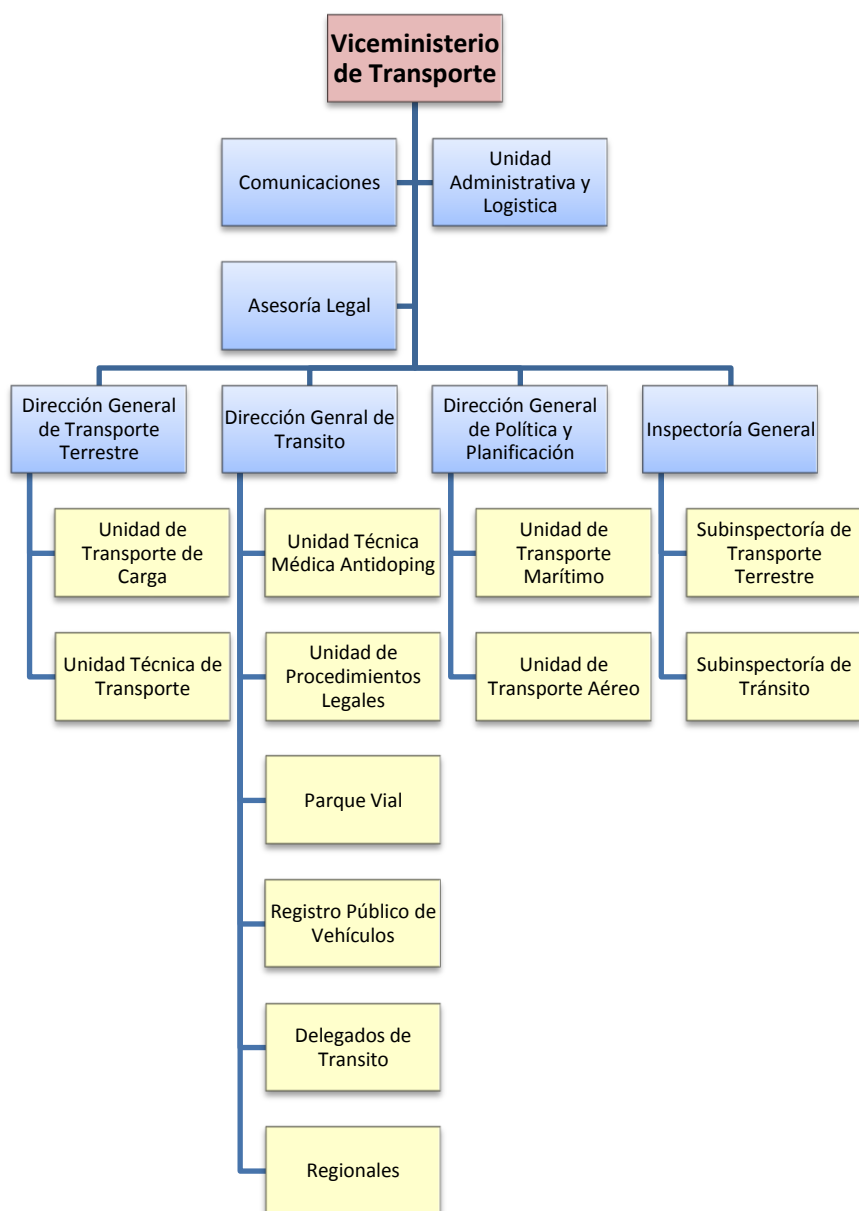 Viceministerio
de Transporte
Comunicaciones
Unidad
Administrativa y
Logistica
Asesoría Legal
Dirección General
de Transporte
Terrestre
Dirección Genral de
Transito
Dirección General
de Política y
Planificación
Inspectoría General
Unidad de
Transporte de
Carga
Unidad Técnica
Médica Antidoping
Unidad de
Transporte
Marítimo
Subinspectoría de
Transporte
Terrestre
Unidad Técnica de
Transporte
Unidad de
Procedimientos
Legales
Unidad de
Transporte Aéreo
Subinspectoría de
Tránsito
Parque Vial
Registro Público de
Vehículos
Delegados de
Transito
Regionales